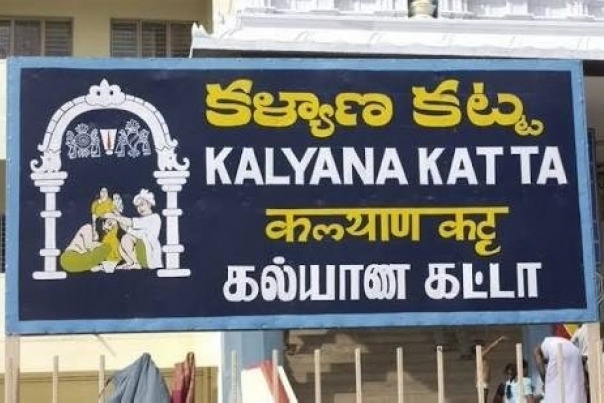 కళ్యాణ కట్ట
KALYANA KATTA
कल्याण कट्ट
கல்யாண கட்டா